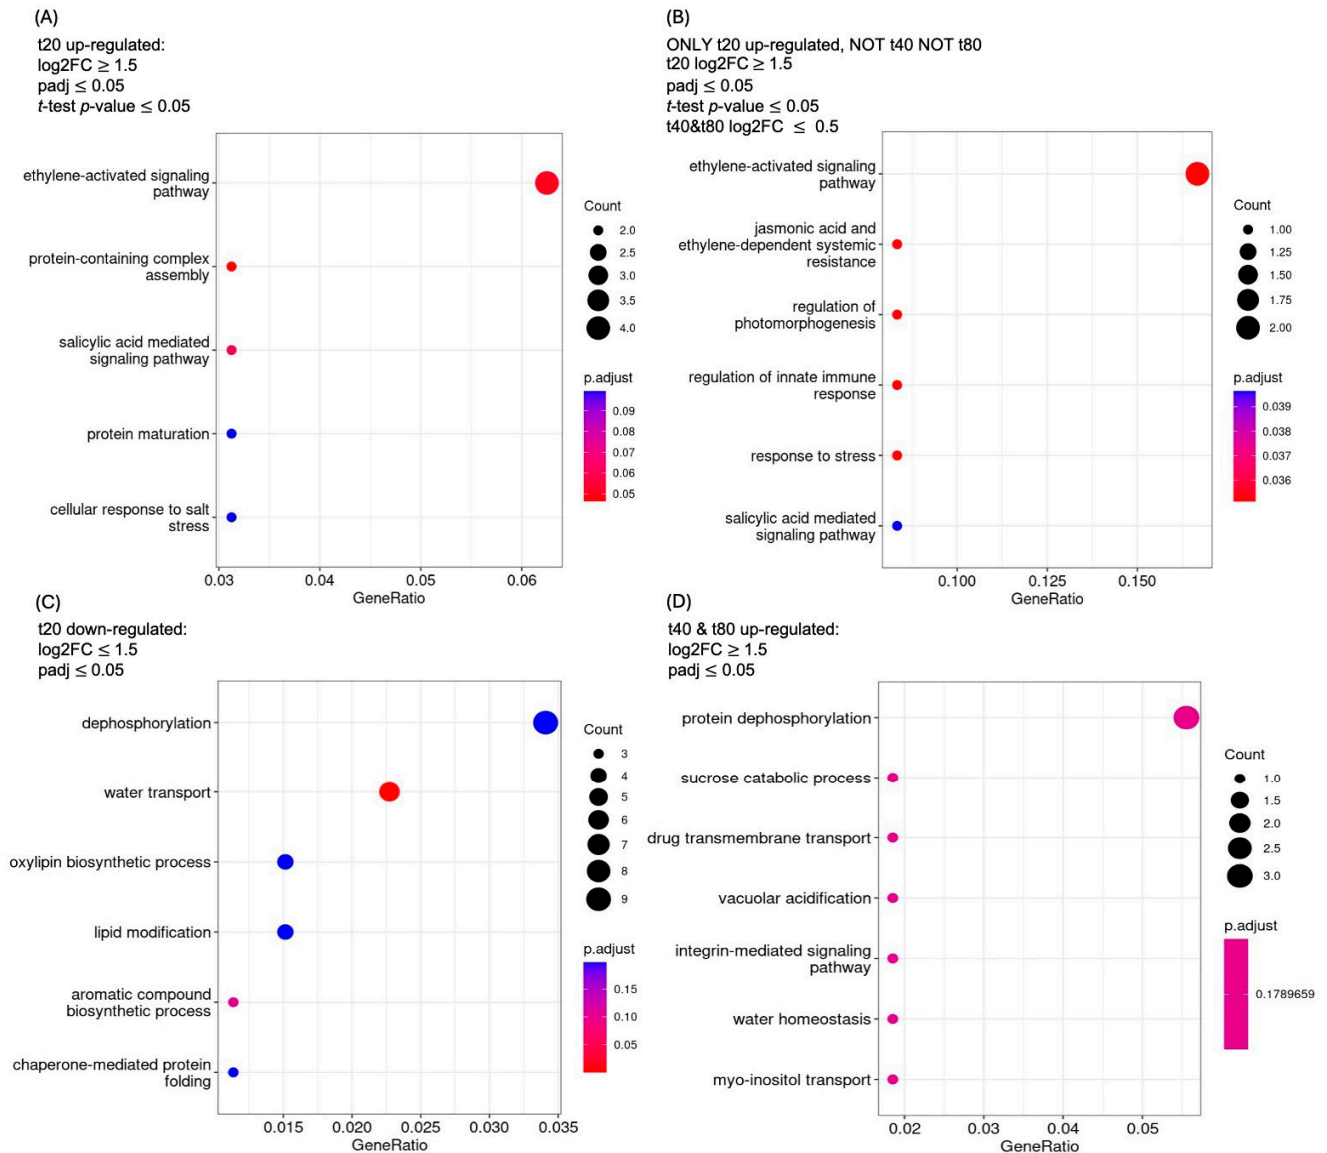 (A)
t20 up-regulated:
log2FC ≥ 1.5
padj ≤ 0.05
t-test p-value ≤ 0.05
ethylene-activated signaling
pathway
protein-containing complex
assembly
salicylic acid mediated
signaling pathway
protein maturation
cellular response to salt
stress
0.03
0.04
0.05
0.06
GeneRatio
Count
2.0
2.5
3.0
3.5
4.0
p.adjust
0.09
0.08
0.07
0.06
0.05
(B)
ONLY t20 up-regulated, NOT t40 NOT t80
t20 log2FC ≥ 1.5
padj ≤ 0.05
t-test p-value ≤ 0.05
t40&t80 log2FC ≤ 0.5
ethylene-activated signaling
pathway
jasmonic acid and
ethylene-dependent systemic
resistance
regulation of
photomorphogenesis
regulation of innate immune
response
response to stress
salicylic acid mediated
signaling pathway
0.100
0.125
0.150
GeneRatio
Count
1.00
1.25
1.50
1.75
2.00
p.adjust
0.039
0.038
0.037
0.036
(C)
t20 down-regulated:
log2FC ≤ 1.5
padj ≤ 0.05
dephosphorylation
water transport
oxylipin biosynthetic process
lipid modification
aromatic compound
biosynthetic process
chaperone-mediated protein
folding
0.015
0.020
0.025
0.030
0.035
GeneRatio
Count
3
4
5
6
7
8
9
p.adjust
0.15
0.10
0.05
(D)
t40 & t80 up-regulated:
log2FC ≥ 1.5
padj ≤ 0.05
protein dephosphorylation
sucrose catabolic process
drug transmembrane transport
vacuolar acidification
integrin-mediated signaling
pathway
water homeostasis
myo-inositol transport
0.02
0.03
0.04
0.05
GeneRatio
Count
1.0
1.5
2.0
2.5
3.0
p.adjust
0.1789659